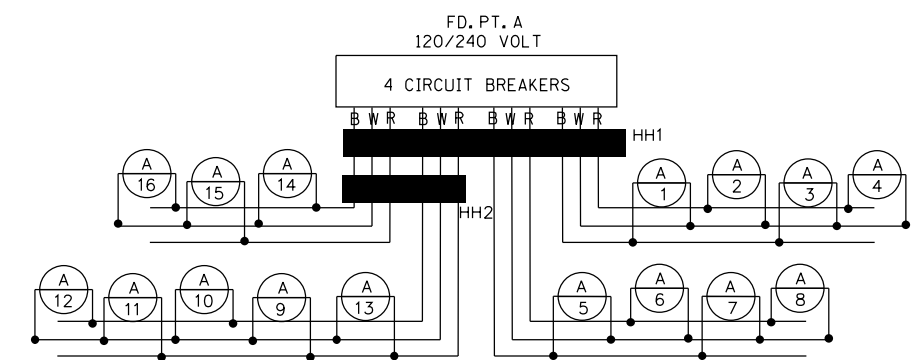 FD. PT. A
120/240 VOLT
4 CIRCUIT BREAKERS
B W R B W R B W R B W R
HH1
A 16
A 15
A 14
A 1
A 2
A 3
A 4
HH2
A 12
A 11
A 10
A 9
A 13
A 5
A 6
A 7
A 8